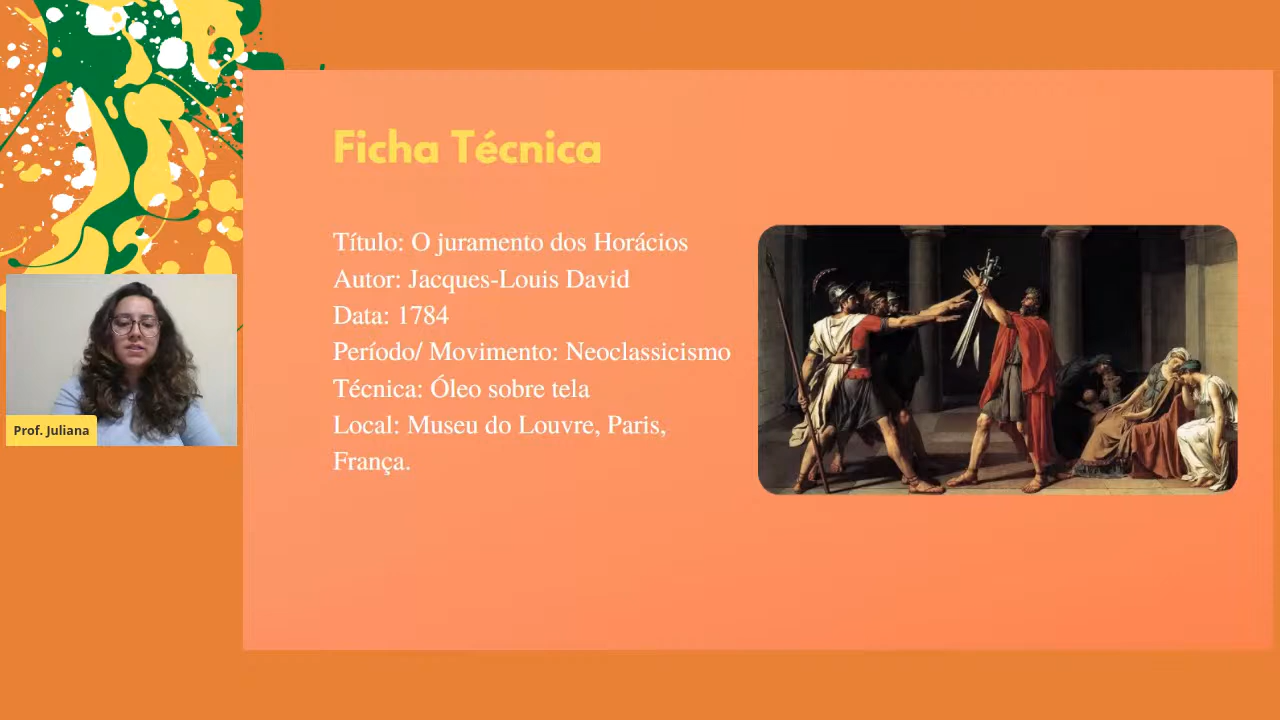 Ficha Técnica
Título: O juramento dos Horácios
Autor: Jacques-Louis David
Data: 1784
Período/ Movimento: Neoclassicismo
Técnica: Óleo sobre tela
Local: Museu do Louvre, Paris,
França.
Prof. Juliana